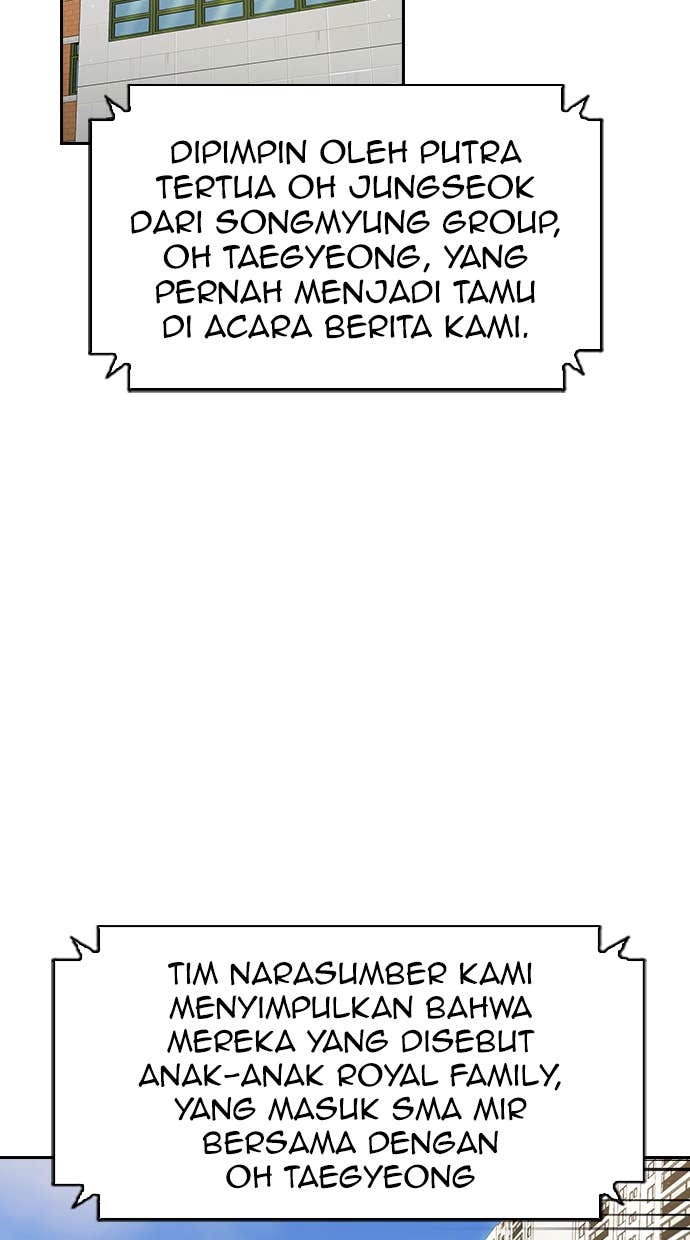 DIPIMPIN OLEH PUTRA
TERTUA OH JUNGSEOK
DARI SONGMYUNG GROUP,
OH TAEGYEONG, YANG
PERNAH MENJADI TAMU
DI ACARA BERITA KAMI.
TIM NARASUMBER KAMI
MENYIMPULKAN BAHWA
MEREKA YANG DISEBUT
ANAK-ANAK ROYAL FAMILY,
YANG MASUK SMA MIR
BERSAMA DENGAN
OH TAEGYEONG